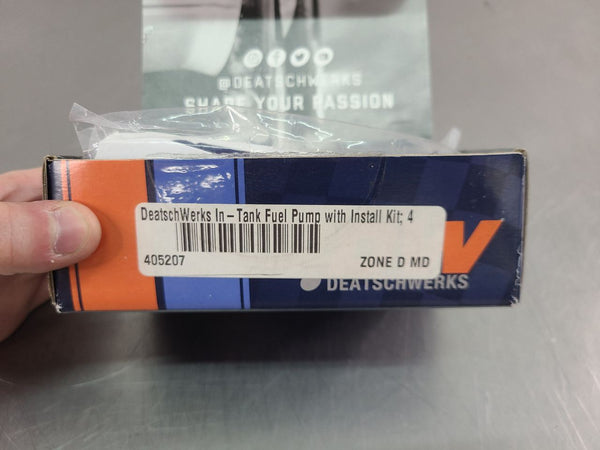 @DEATSCHWERKS
SHARE YOUR PASSION
DeatschWerks In-Tank Fuel Pump with Install Kit; 4
405207
ZONE D MD
DEATSCHWERKS